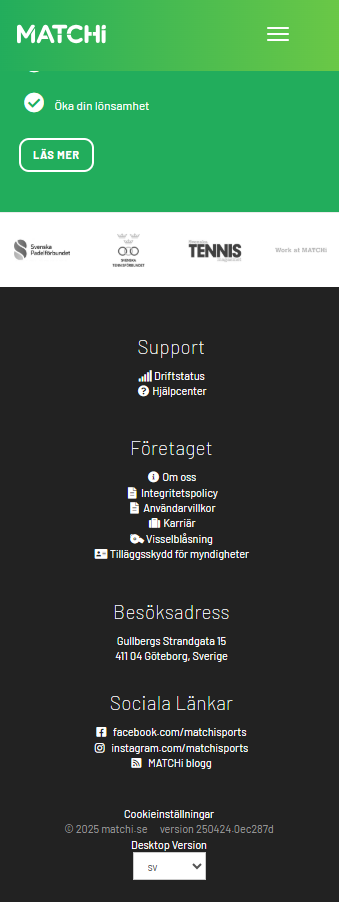 MATCHi
Öka din lönsamhet
LÄS MER
Svenska
Padelförbundet
SVENSKA
TENNISFÖRBUNDET
Svenska
TENNIS
magasinet
Work at MATCHi
Support
Driftstatus
Hjälpcenter
Företaget
Om oss
Integritetspolicy
Användarvillkor
Karriär
Visselblåsning
Tilläggsskydd för myndigheter
Besöksadress
Gullbergs Strandgata 15
411 04 Göteborg, Sverige
Sociala Länkar
facebook.com/matchisports
instagram.com/matchisports
MATCHi blogg
Cookieinställningar
© 2025 matchi.se version 250424.0ec287d
Desktop Version
sv